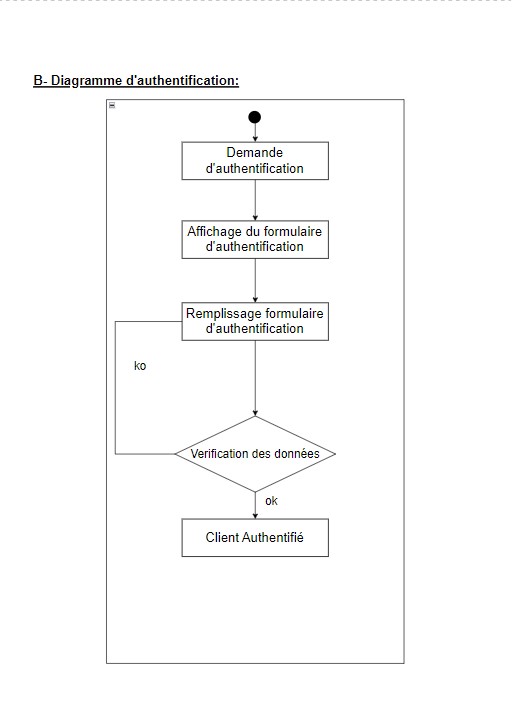 B- Diagramme d'authentification:
Demande
d'authentification
Affichage du formulaire
d'authentification
Remplissage formulaire
d'authentification
ko
Verification des données
ok
Client Authentifié